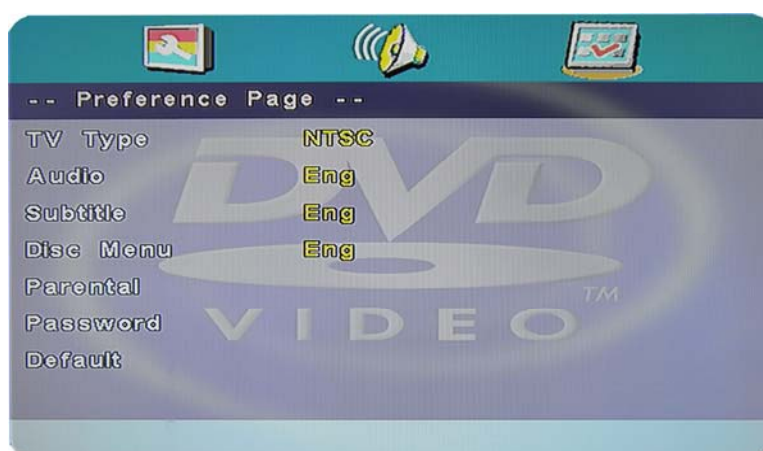 -- Preference Page --
TV Type NTSC
Audio Eng
Subtitle Eng
Disc Menu Eng
Parental
Password
Default
DVD
VIDEO
TM